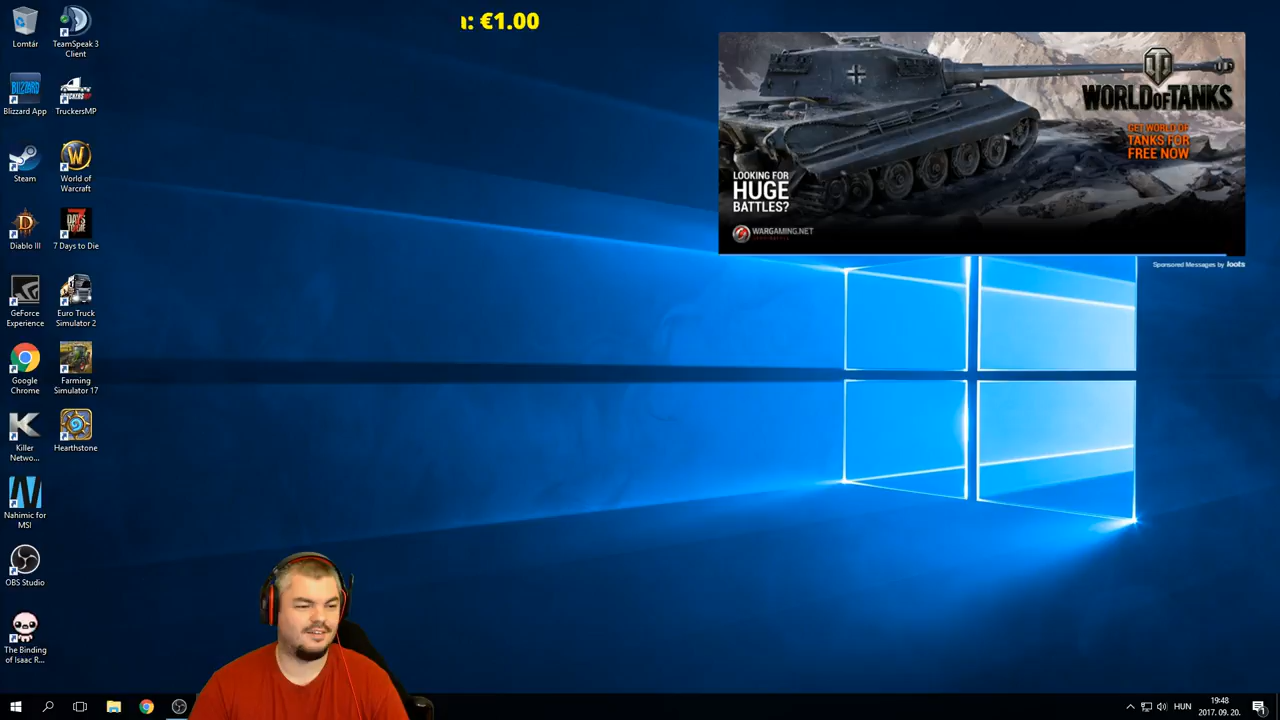 : €1.00
Lomtár
TeamSpeak 3
Client
Blizzard App
TruckersMP
Steam
World of
Warcraft
Diablo III
7 Days to Die
GeForce
Experience
Euro Truck
Simulator 2
Google
Chrome
Farming
Simulator 17
Killer
Netwo...
Hearthstone
Nahimic for
MSI
OBS Studio
The Binding
of Isaac R...
WORLD OF TANKS
GET WORLD OF
TANKS FOR
FREE NOW
LOOKING FOR
HUGE
BATTLES?
WARGAMING.NET
Sponsored Messages by loots
HUN
19:48
2017. 09. 20.
1